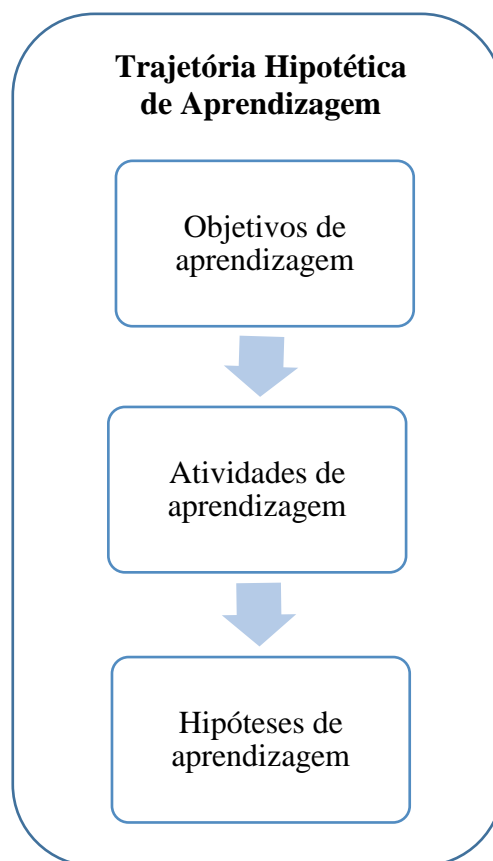 Trajetória Hipotética
de Aprendizagem
Objetivos de
aprendizagem
Atividades de
aprendizagem
Hipóteses de
aprendizagem